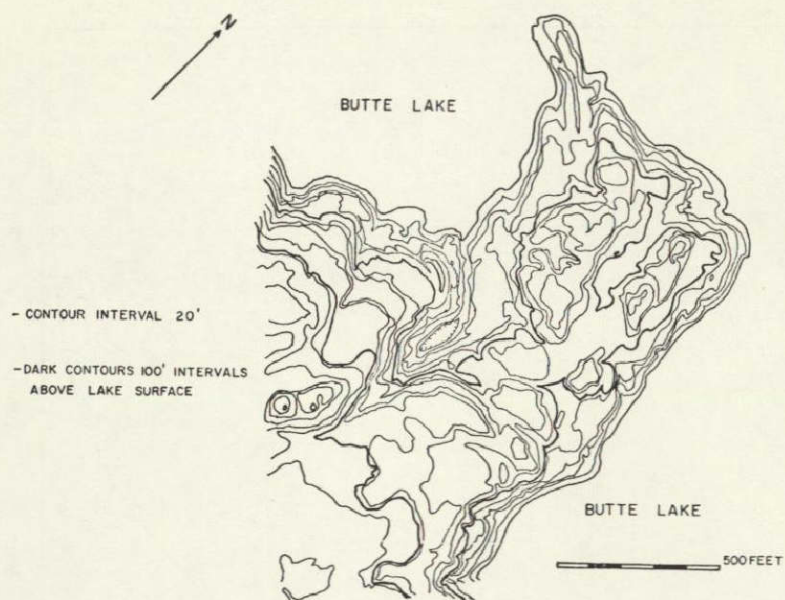 N
BUTTE LAKE
- CONTOUR INTERVAL 20'
-DARK CONTOURS 100' INTERVALS
ABOVE LAKE SURFACE
BUTTE LAKE
500 FEET